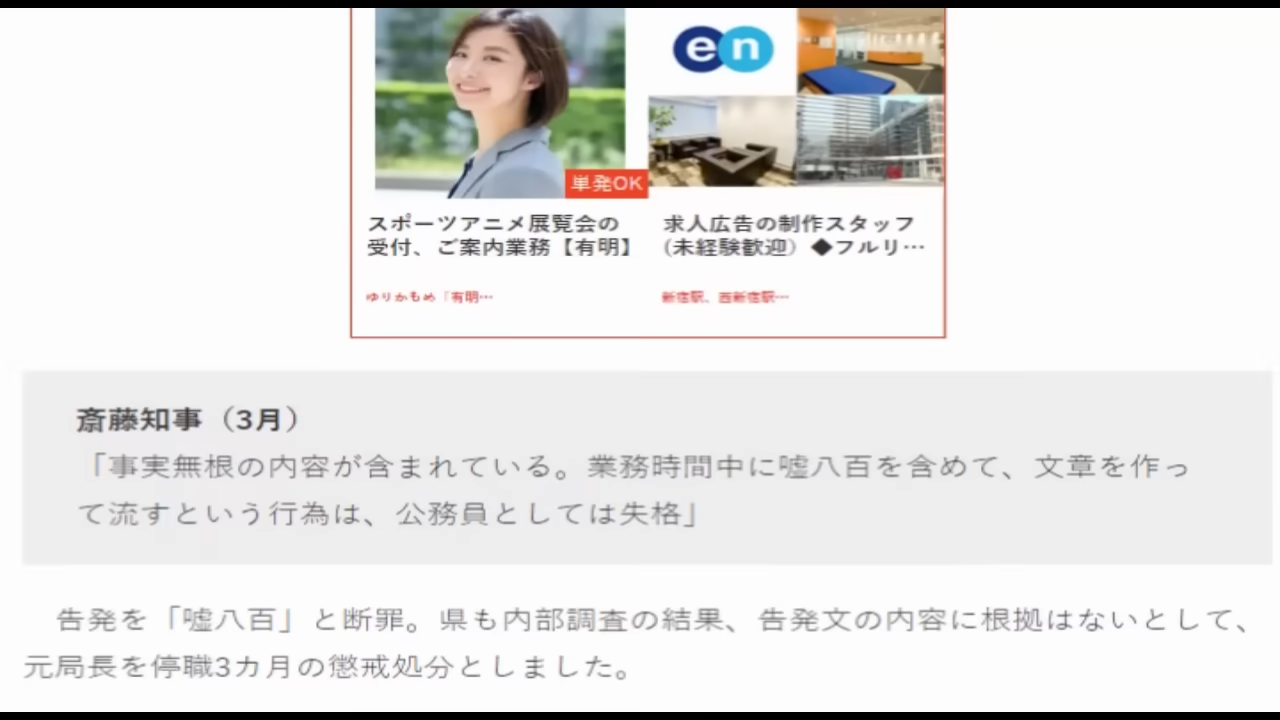 en
単発OK
スポーツアニメ展覧会の
受付、ご案内業務【有明】
ゆりかもめ「有明…
求人広告の制作スタッフ
(未経験歓迎）◆フルリ…
新宿駅、西新宿駅…
斎藤知事（3月）
「事実無根の内容が含まれている。業務時間中に嘘八百を含めて、文章を作っ
て流すという行為は、公務員としては失格」
告発を「嘘八百」と断罪。県も内部調査の結果、告発文の内容に根拠はないとして、
元局長を停職3カ月の懲戒処分としました。